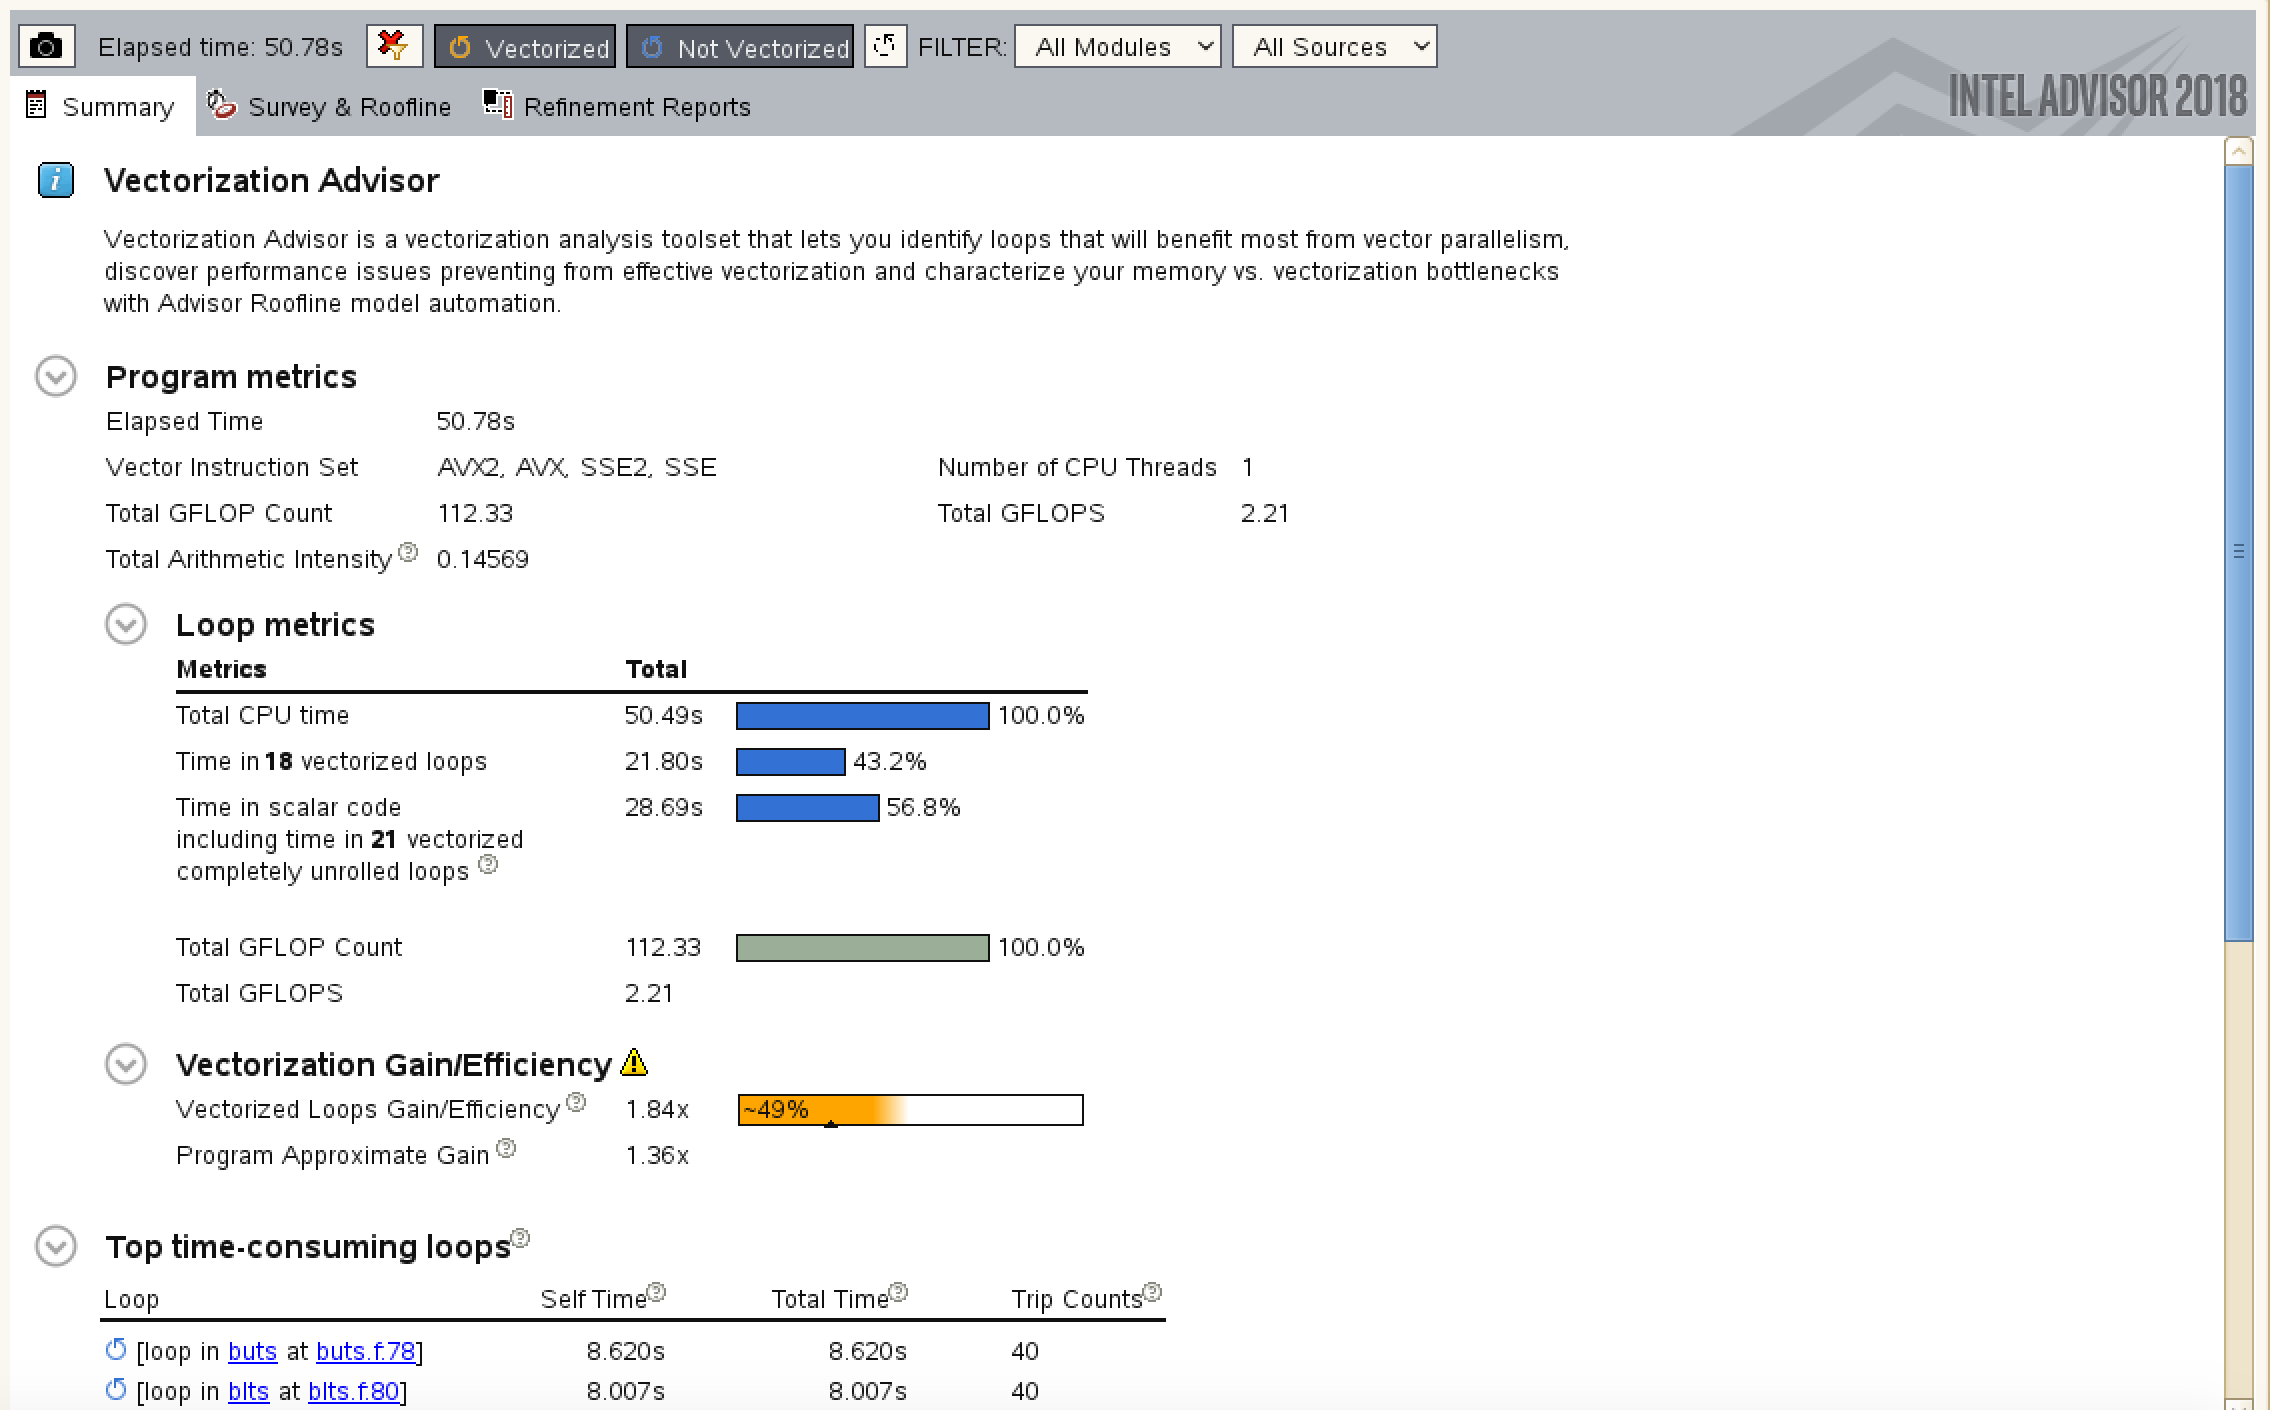 Elapsed time: 50.78s Vectorized Not Vectorized FILTER: All Modules All Sources
INTEL ADVISOR 2018
Summary Survey & Roofline Refinement Reports
Vectorization Advisor
Vectorization Advisor is a vectorization analysis toolset that lets you identify loops that will benefit most from vector parallelism,
discover performance issues preventing from effective vectorization and characterize your memory vs. vectorization bottlenecks
with Advisor Roofline model automation.
Program metrics
Elapsed Time 50.78s
Vector Instruction Set AVX2, AVX, SSE2, SSE Number of CPU Threads 1
Total GFLOP Count 112.33 Total GFLOPS 2.21
Total Arithmetic Intensity 0.14569
Loop metrics
Metrics Total
Total CPU time 50.49s 100.0%
Time in 18 vectorized loops 21.80s 43.2%
Time in scalar code 28.69s 56.8%
including time in 21 vectorized
completely unrolled loops
Total GFLOP Count 112.33 100.0%
Total GFLOPS 2.21
Vectorization Gain/Efficiency
Vectorized Loops Gain/Efficiency 1.84x ~49%
Program Approximate Gain 1.36x
Top time-consuming loops
Loop Self Time Total Time Trip Counts
[loop in buts at buts.f:78] 8.620s 8.620s 40
[loop in blts at blts.f:80] 8.007s 8.007s 40